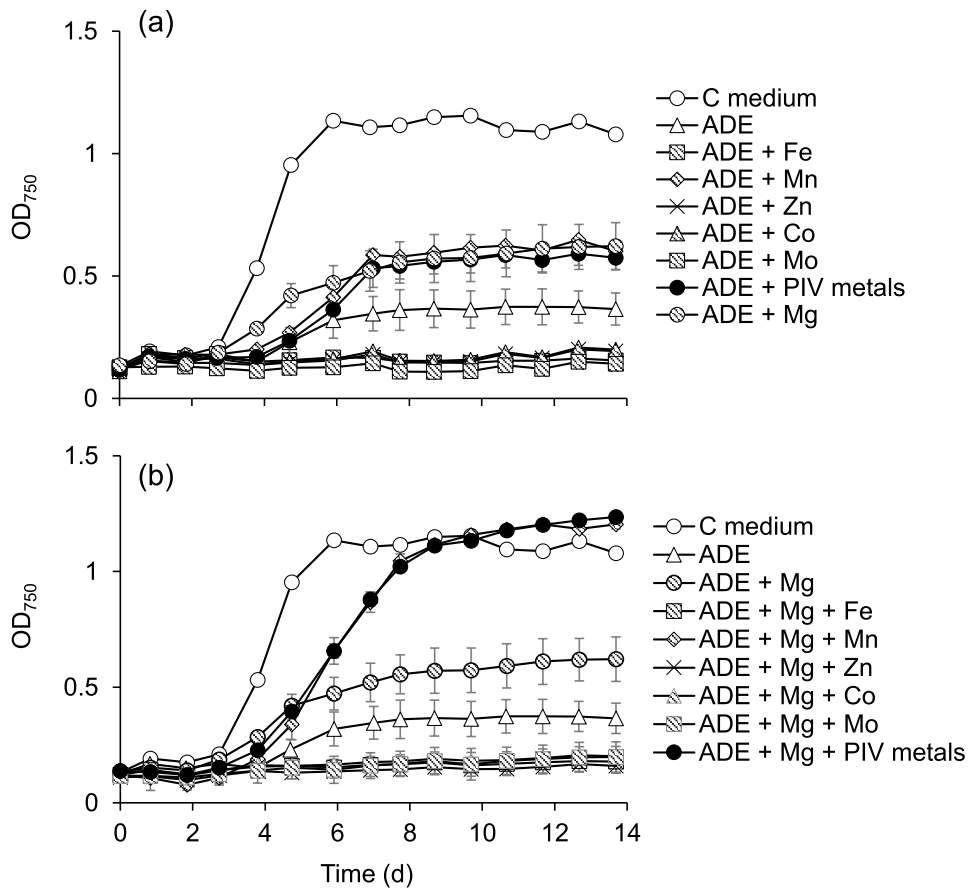 (a)
1.5
1
0.5
0
OD750
C medium
ADE
ADE + Fe
ADE + Mn
ADE + Zn
ADE + Co
ADE + Mo
ADE + PIV metals
ADE + Mg
(b)
1.5
1
0.5
0
OD750
C medium
ADE
ADE + Mg
ADE + Mg + Fe
ADE + Mg + Mn
ADE + Mg + Zn
ADE + Mg + Co
ADE + Mg + Mo
ADE + Mg + PIV metals
0 2 4 6 8 10 12 14
Time (d)